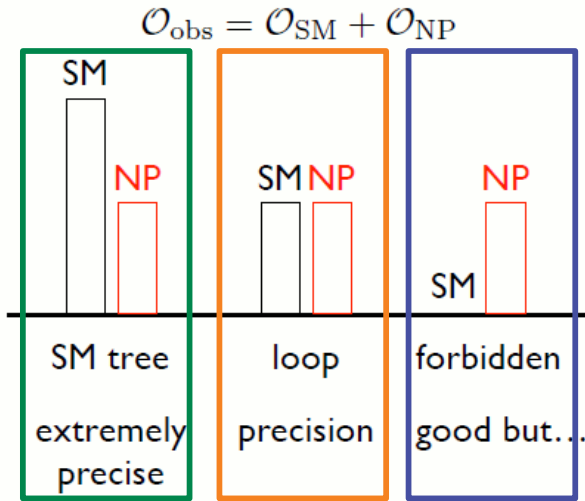 𝒪obs = 𝒪SM + 𝒪NP
SM
NP
SM tree
extremely
precise
SM NP
loop
precision
NP
SM
forbidden
good but…